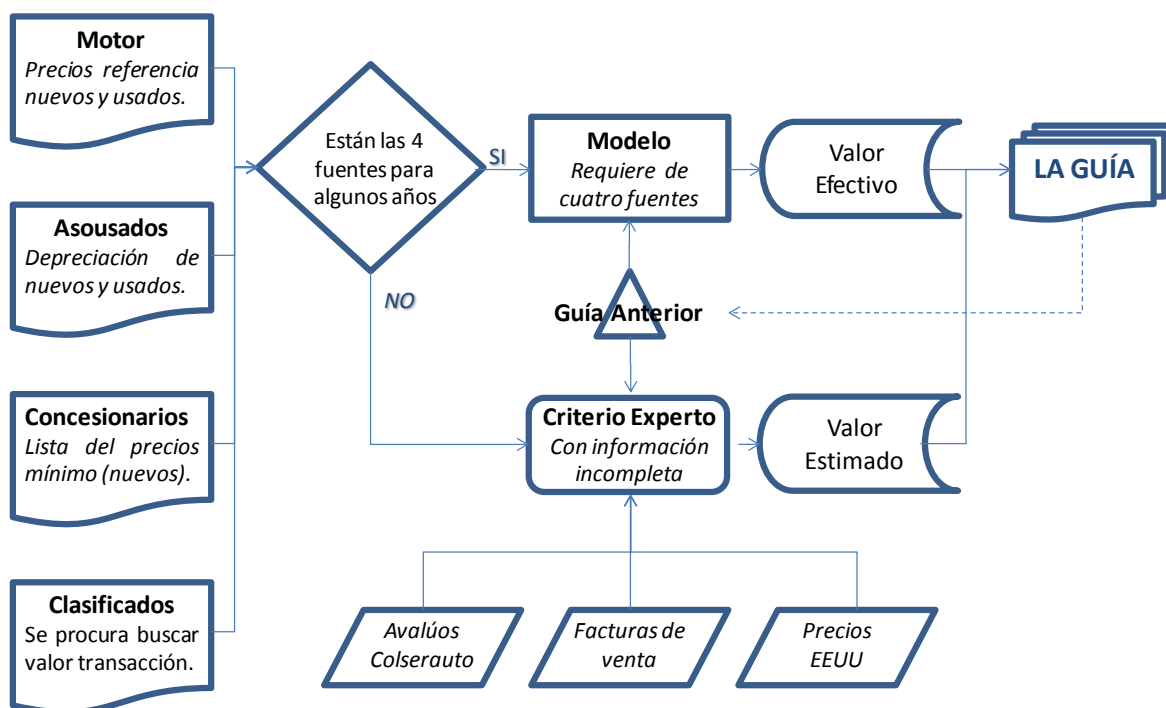 Motor
Precios referencia
nuevos y usados.
Asousados
Depreciación de
nuevos y usados.
Concesionarios
Lista del precios
mínimo (nuevos).
Clasificados
Se procura buscar
valor transacción.
Están las 4
fuentes para
algunos años
SI
NO
Modelo
Requiere de
cuatro fuentes
Guía Anterior
Criterio Experto
Con información
incompleta
Valor
Efectivo
Valor
Estimado
LA GUÍA
Avalúos
Colserauto
Facturas de
venta
Precios
EEUU